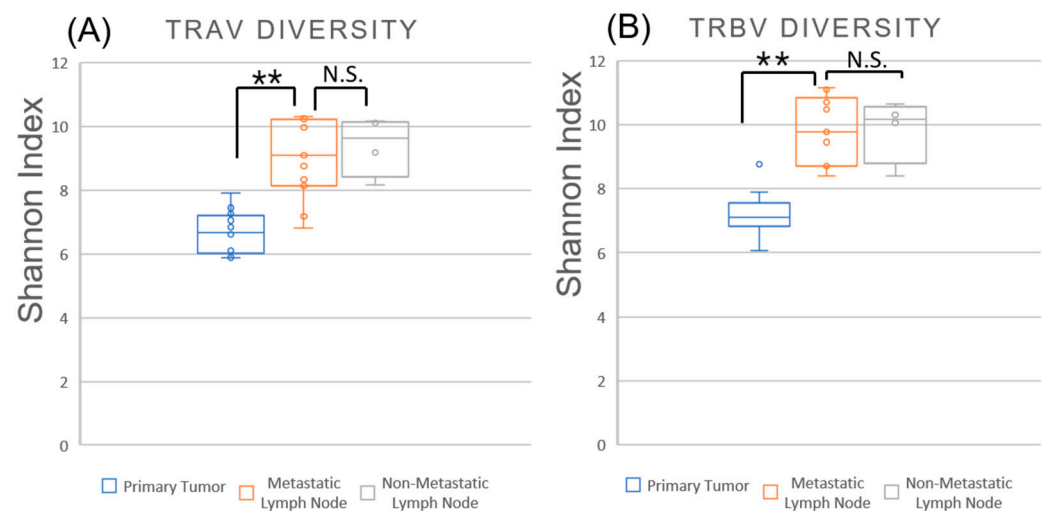 (A) TRAV DIVERSITY
Shannon Index
12
10
8
6
4
2
0
**
N.S.
Primary Tumor
Metastatic
Lymph Node
Non-Metastatic
Lymph Node
(B) TRBV DIVERSITY
Shannon Index
12
10
8
6
4
2
0
**
N.S.
Primary Tumor
Metastatic
Lymph Node
Non-Metastatic
Lymph Node